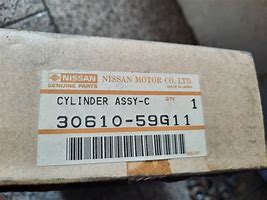 NISSAN NISSAN MOTOR CO., LTD.
GENUINE PARTS
CYLINDER ASSY-C QTY 1
30610-59G11